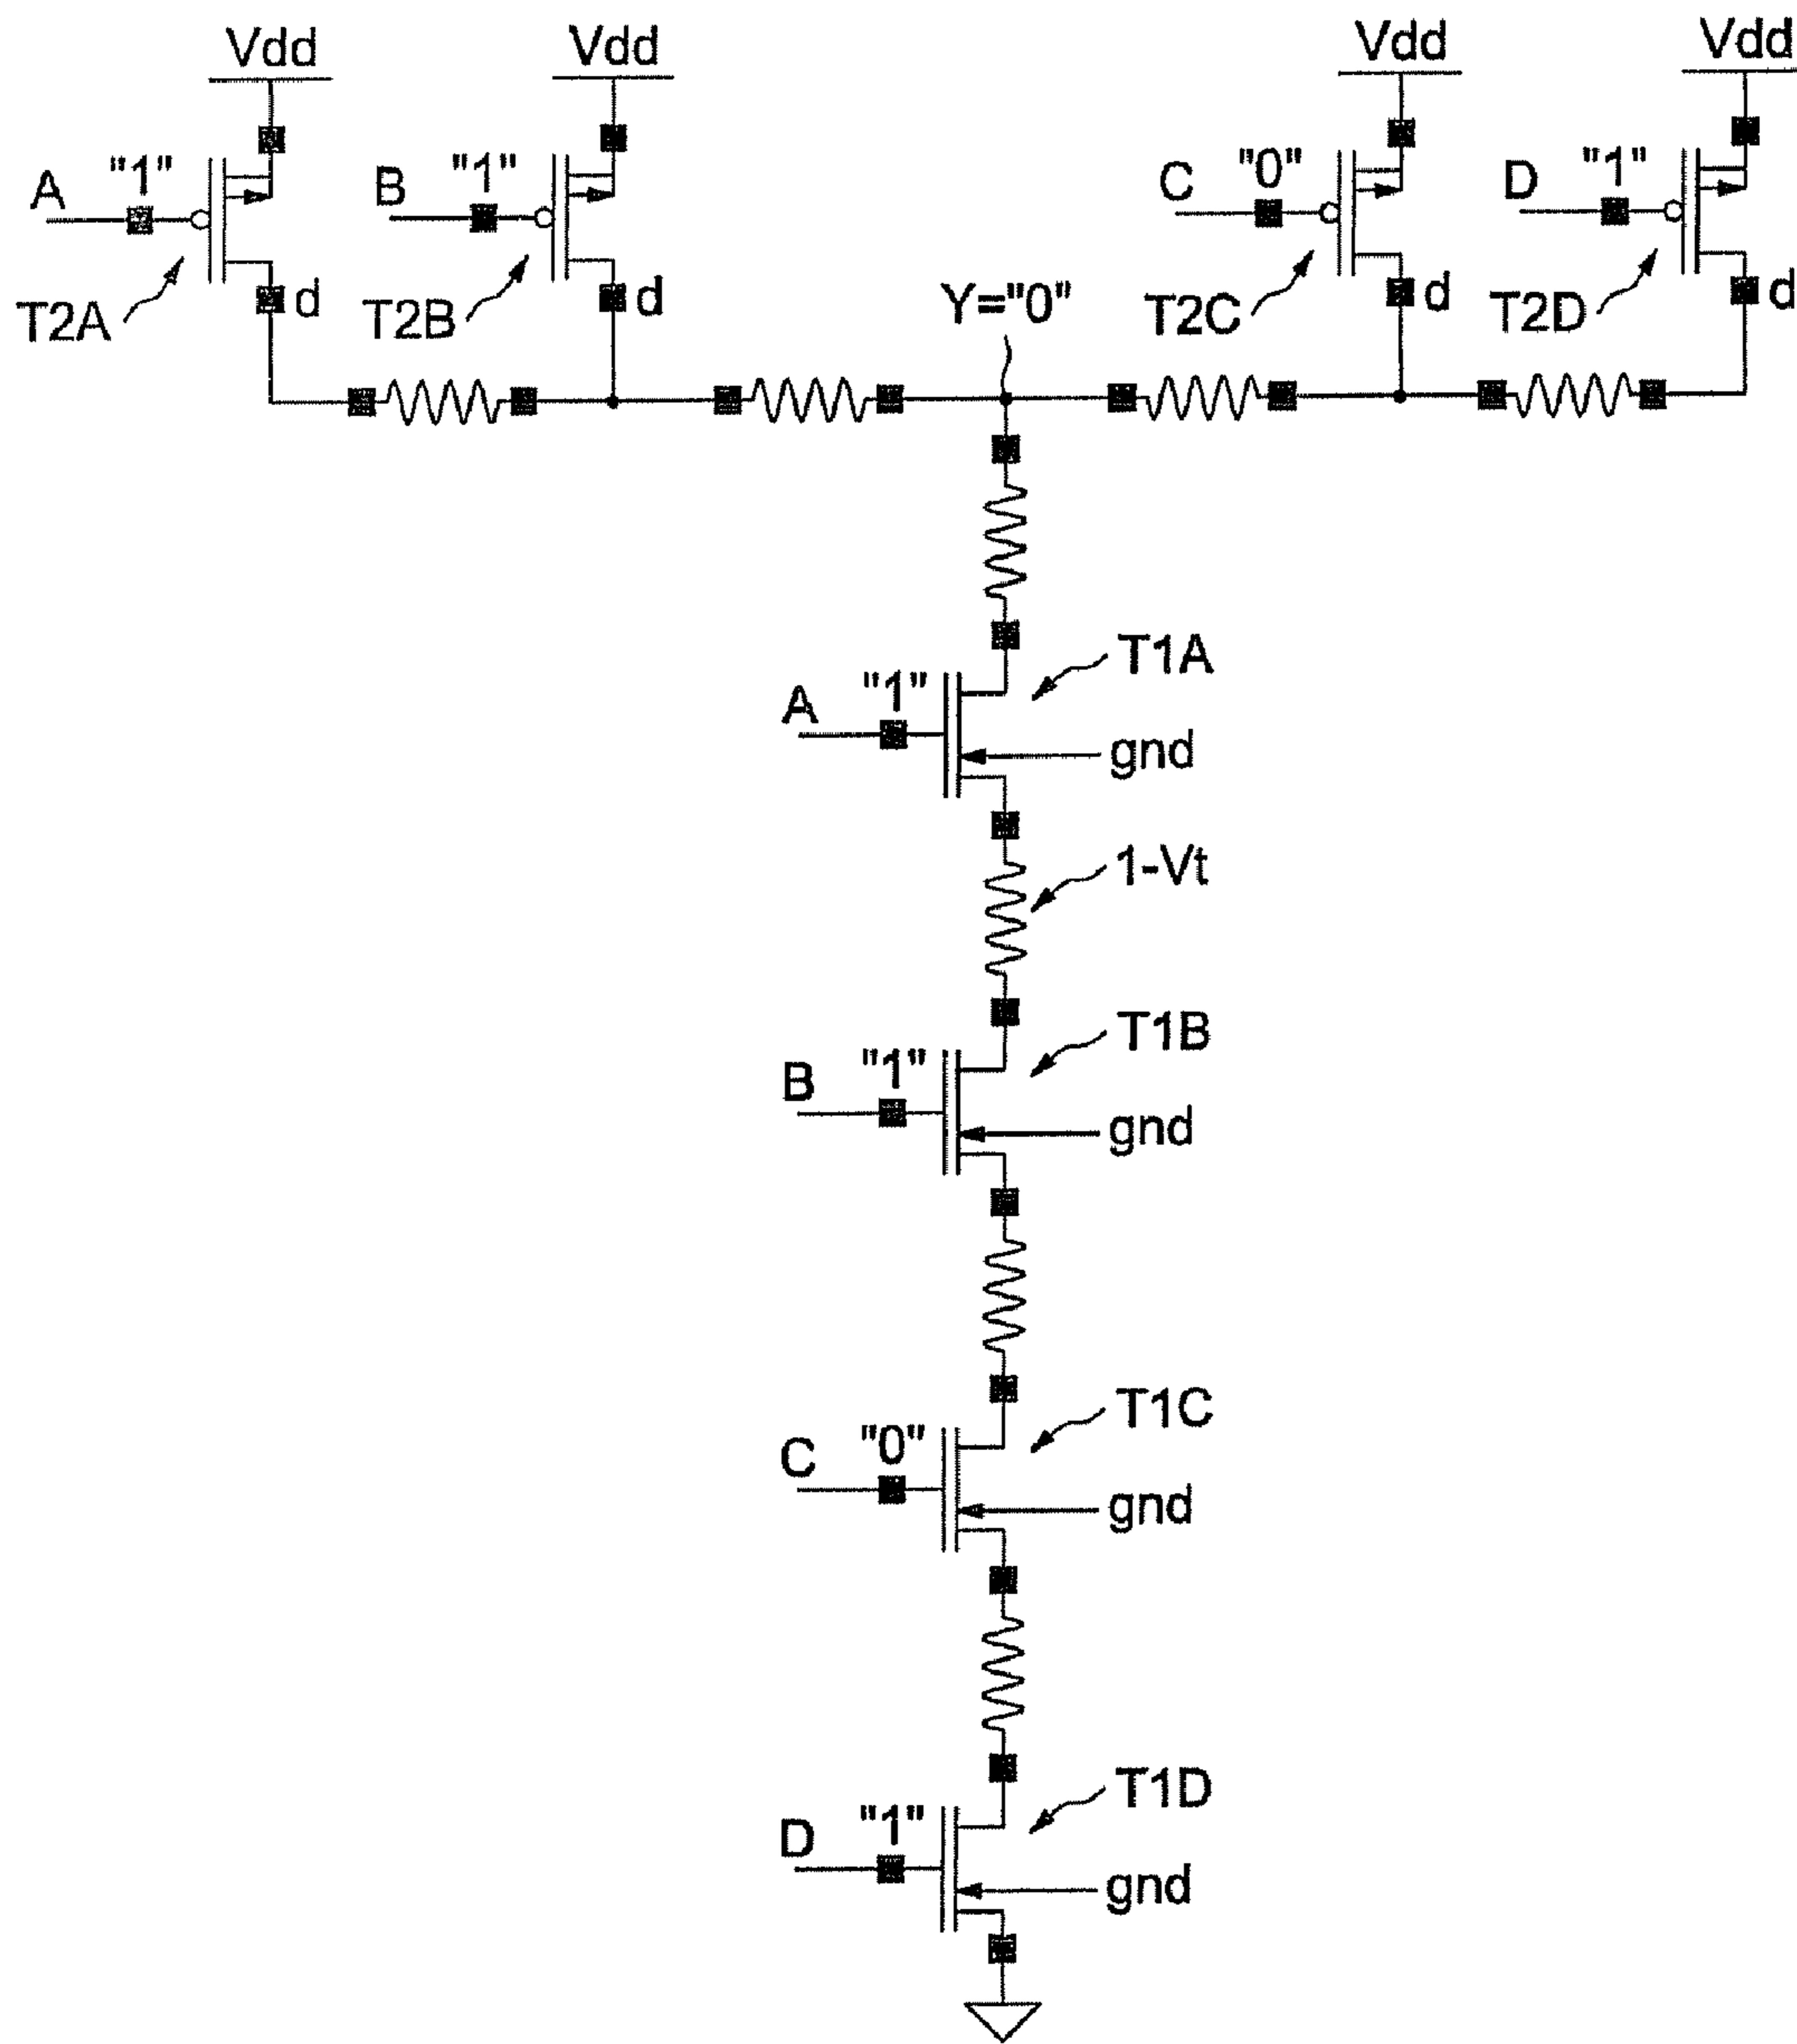 Vdd Vdd Vdd Vdd
A "1" B "1" C "0" D "1"
d d d d
T2A T2B Y="0" T2C T2D
T1A
A "1"
gnd
1-Vt
T1B
B "1"
gnd
T1C
C "0"
gnd
T1D
D "1"
gnd